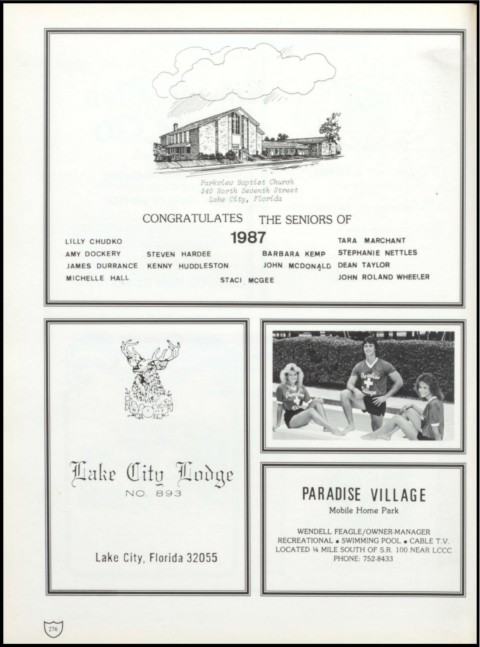 Parkview Baptist Church
340 North Seventh Street
Lake City, Florida
CONGRATULATES THE SENIORS OF
1987
LILLY CHUDKO
AMY DOCKERY
JAMES DURRANCE
MICHELLE HALL
STEVEN HARDEE
KENNY HUDDLESTON
STACI MCGEE
BARBARA KEMP
JOHN MCDONALD
TARA MARCHANT
STEPHANIE NETTLES
DEAN TAYLOR
JOHN ROLAND WHEELER
Lake City Lodge
NO. 893
Lake City, Florida 32055
PARADISE VILLAGE
Mobile Home Park
WENDELL FEAGLE/OWNER-MANAGER
RECREATIONAL • SWIMMING POOL • CABLE T.V.
LOCATED ¼ MILE SOUTH OF S.R. 100 NEAR LCCC
PHONE: 752-8433
276